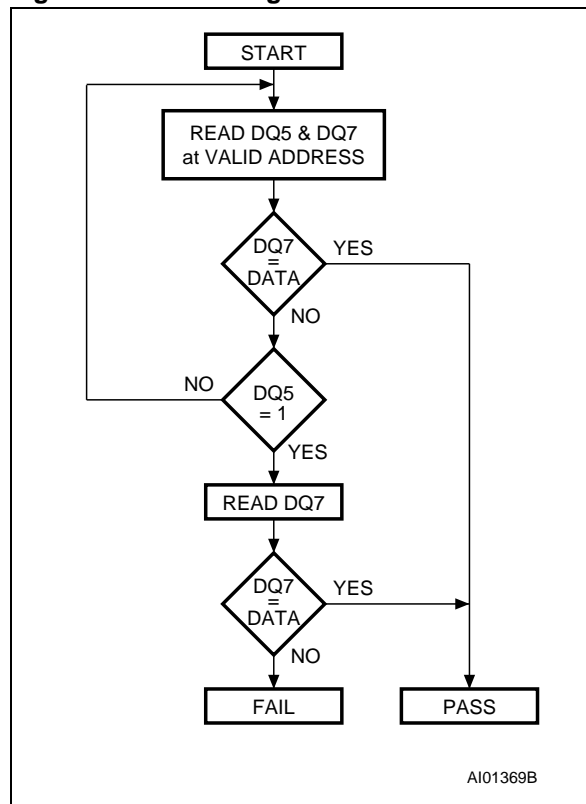 START
READ DQ5 & DQ7
at VALID ADDRESS
DQ7
=
DATA
YES
NO
NO
DQ5
= 1
YES
READ DQ7
DQ7
=
DATA
YES
NO
FAIL
PASS
AI01369B